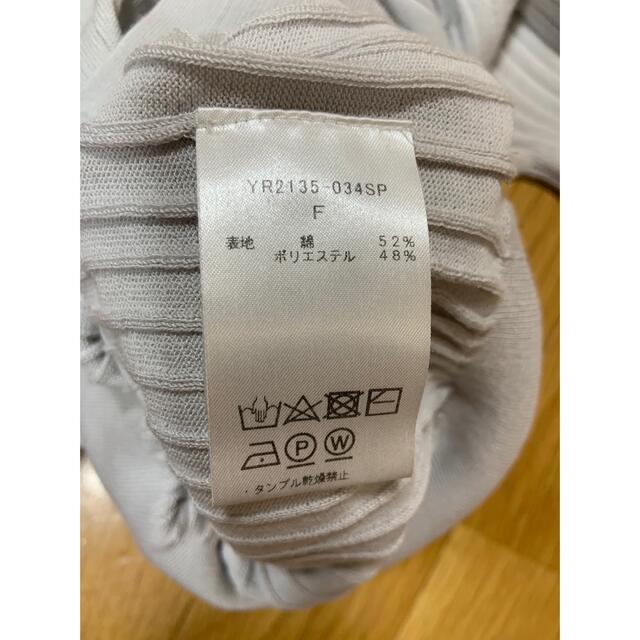 YR2135-034SP
F
表地 綿 52%
ポリエステル 48%
P W
・タンブル乾燥禁止